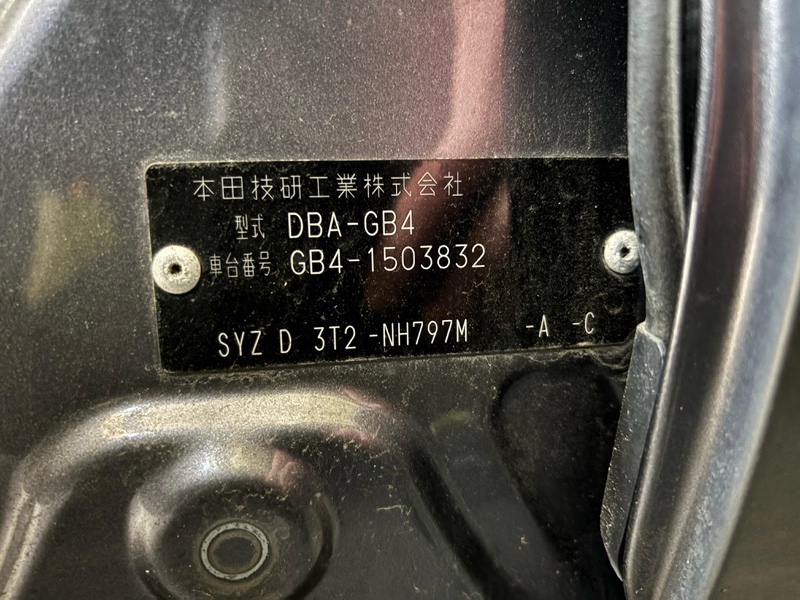 本田技研工業株式会社
型式 DBA-GB4
車台番号 GB4-1503832
SYZ D 3T2 -NH797M -A -C